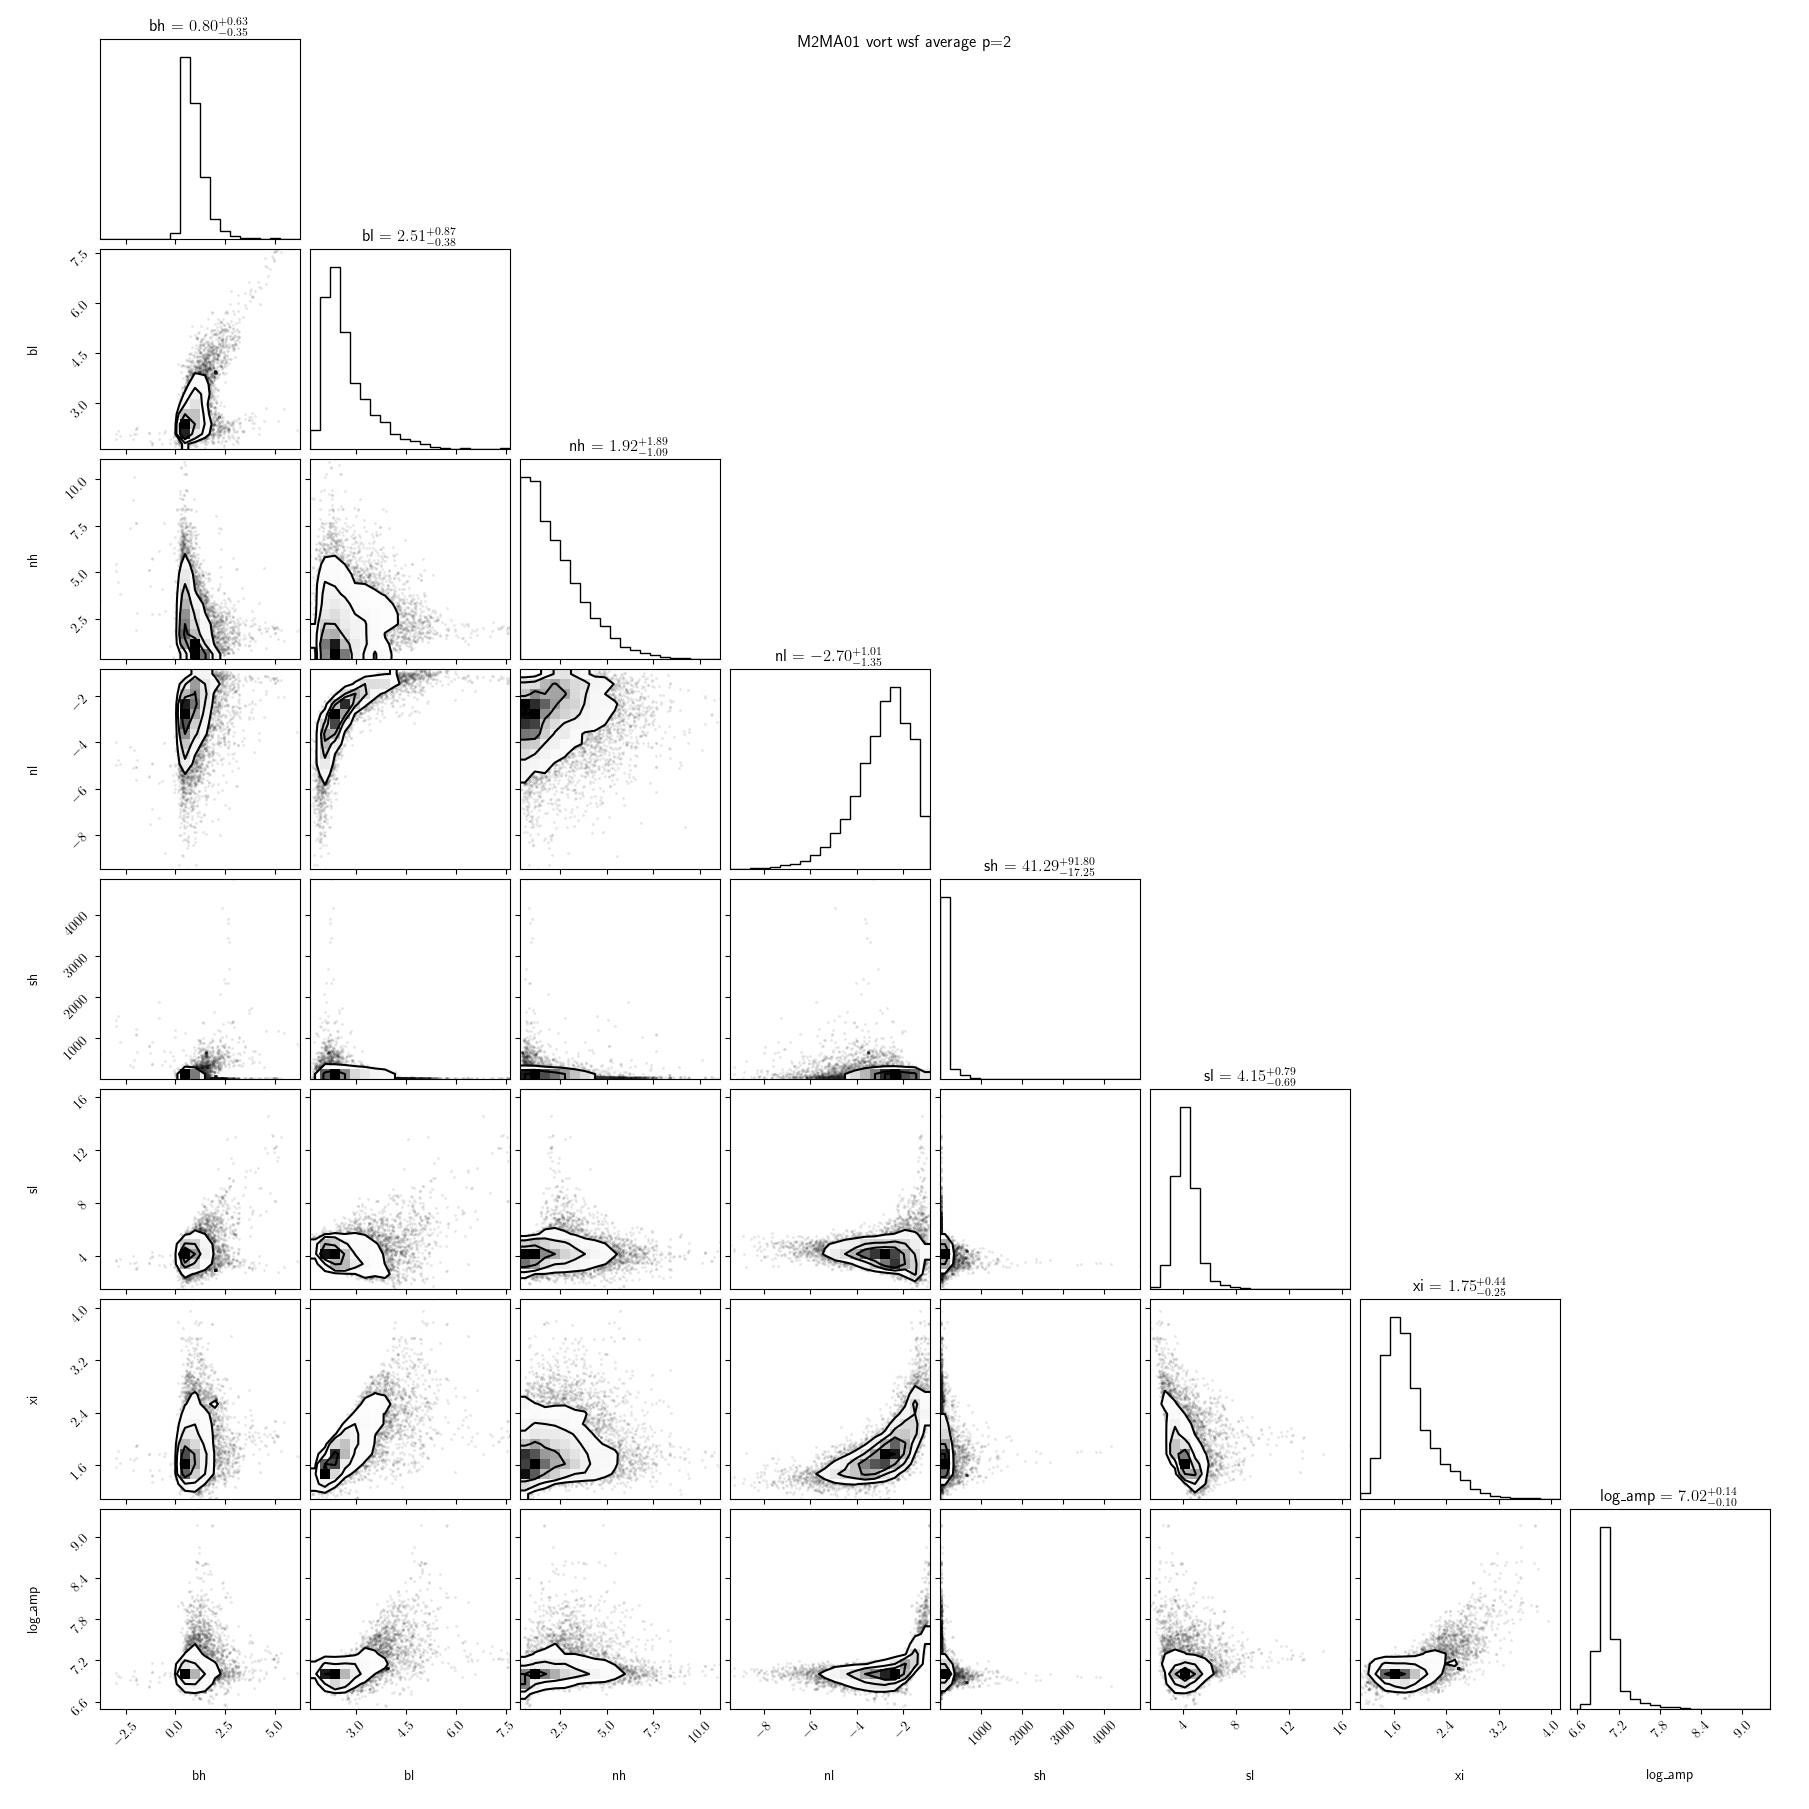 M2MA01 vort wsf average p=2
bh = 0.80+0.63−0.35
bl = 2.51+0.87−0.38
bl
7.5
6.0
4.5
3.0
nh = 1.92+1.89−1.09
nh
10.0
7.5
5.0
2.5
nl = −2.70+1.01−1.35
nl
−2
−4
−6
−8
sh = 41.29+91.80−17.25
sh
4000
3000
2000
1000
sl = 4.15+0.79−0.69
sl
16
12
8
4
xi = 1.75+0.44−0.25
xi
4.0
3.2
2.4
1.6
log_amp = 7.02+0.14−0.10
log_amp
9.0
8.4
7.8
7.2
6.6
−2.5 0.0 2.5 5.0 3.0 4.5 6.0 7.5 2.5 5.0 7.5 10.0 −8 −6 −4 −2 1000 2000 3000 4000 4 8 12 16 1.6 2.4 3.2 4.0 6.6 7.2 7.8 8.4 9.0
bh bl nh nl sh sl xi log_amp